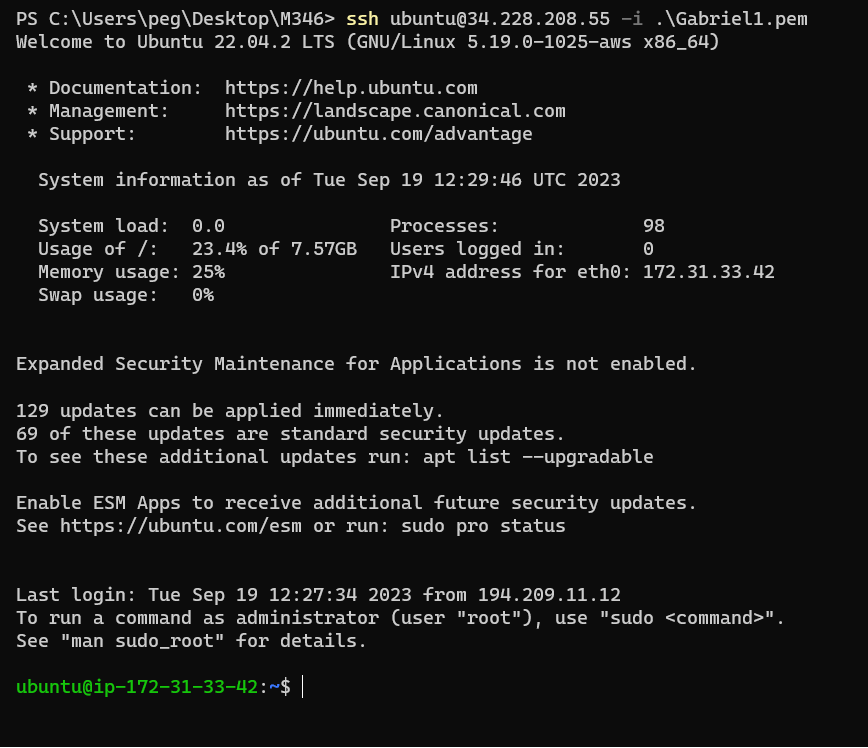 PS C:\Users\peg\Desktop\M346> ssh ubuntu@34.228.208.55 -i .\Gabriel1.pem
Welcome to Ubuntu 22.04.2 LTS (GNU/Linux 5.19.0-1025-aws x86_64)
* Documentation: https://help.ubuntu.com
* Management: https://landscape.canonical.com
* Support: https://ubuntu.com/advantage
System information as of Tue Sep 19 12:29:46 UTC 2023
System load: 0.0 Processes: 98
Usage of /: 23.4% of 7.57GB Users logged in: 0
Memory usage: 25% IPv4 address for eth0: 172.31.33.42
Swap usage: 0%
Expanded Security Maintenance for Applications is not enabled.
129 updates can be applied immediately.
69 of these updates are standard security updates.
To see these additional updates run: apt list --upgradable
Enable ESM Apps to receive additional future security updates.
See https://ubuntu.com/esm or run: sudo pro status
Last login: Tue Sep 19 12:27:34 2023 from 194.209.11.12
To run a command as administrator (user "root"), use "sudo <command>".
See "man sudo_root" for details.
ubuntu@ip-172-31-33-42:~$